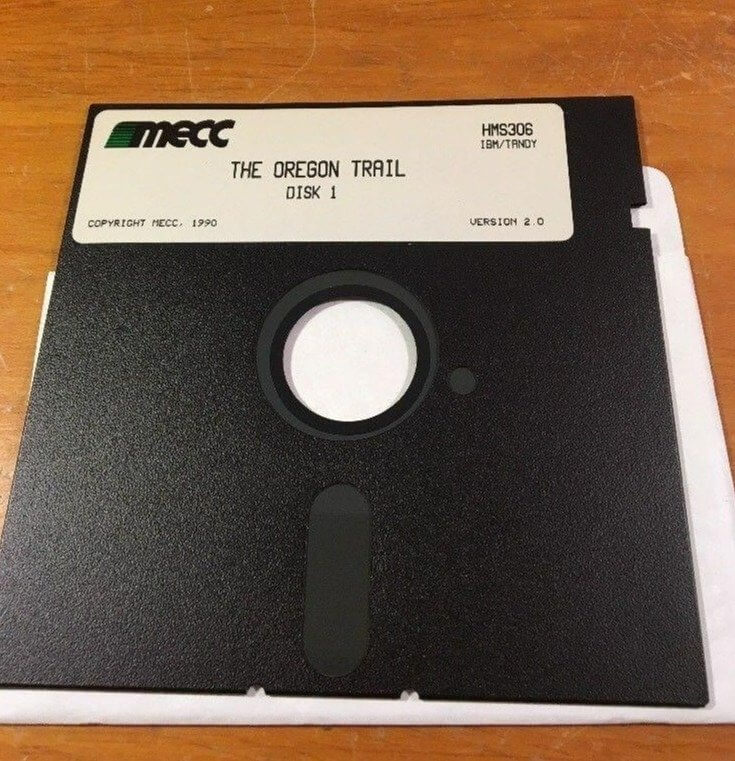 mecc
HMS306
IBM/TANDY
THE OREGON TRAIL
DISK 1
COPYRIGHT MECC, 1990
VERSION 2.0